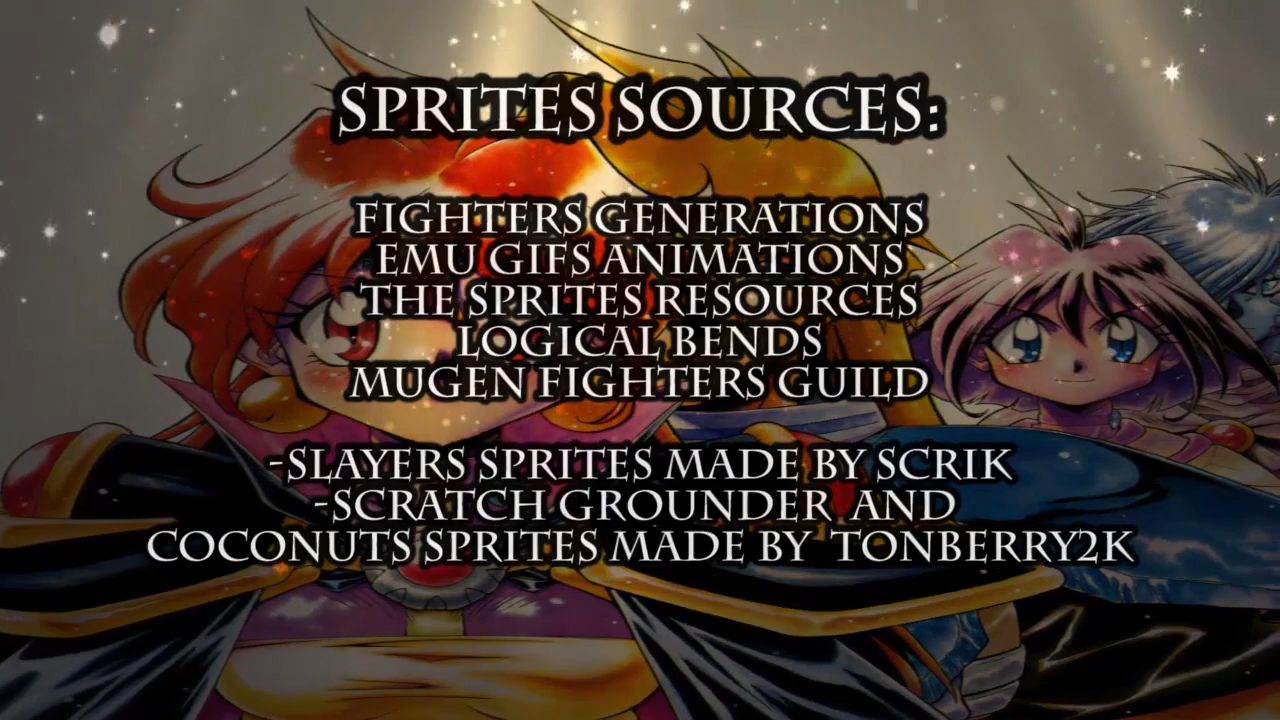 SPRITES SOURCES:
FIGHTERS GENERATIONS
EMU GIFS ANIMATIONS
THE SPRITES RESOURCES
LOGICAL BENDS
MUGEN FIGHTERS GUILD
-SLAYERS SPRITES MADE BY SCRIK
-SCRATCH GROUNDER AND
COCONUTS SPRITES MADE BY TONBERRY2K